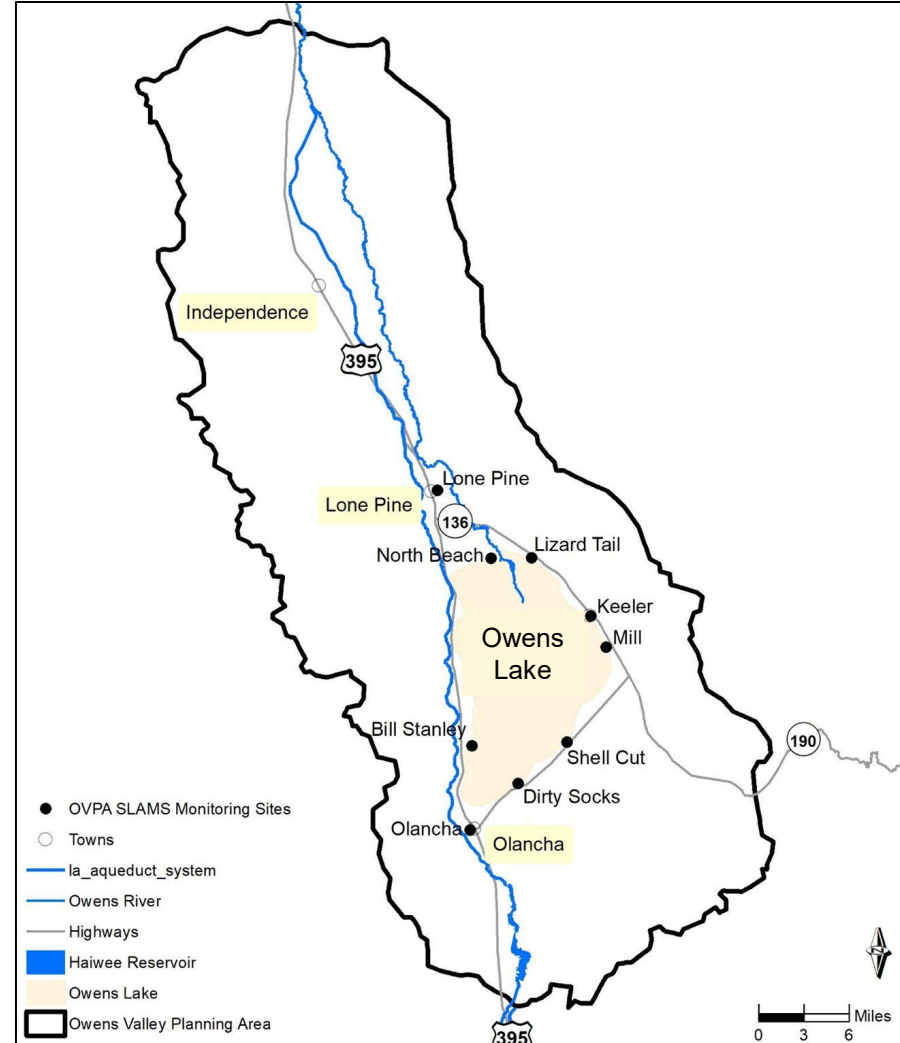 Independence
395
Lone Pine
Lone Pine
136
North Beach
Lizard Tail
Keeler
Owens
Lake
Mill
Bill Stanley
190
Shell Cut
Dirty Socks
Olancha
Olancha
OVPA SLAMS Monitoring Sites
Towns
la_aqueduct_system
Owens River
Highways
Haiwee Reservoir
Owens Lake
Owens Valley Planning Area
Miles
0 3 6
395